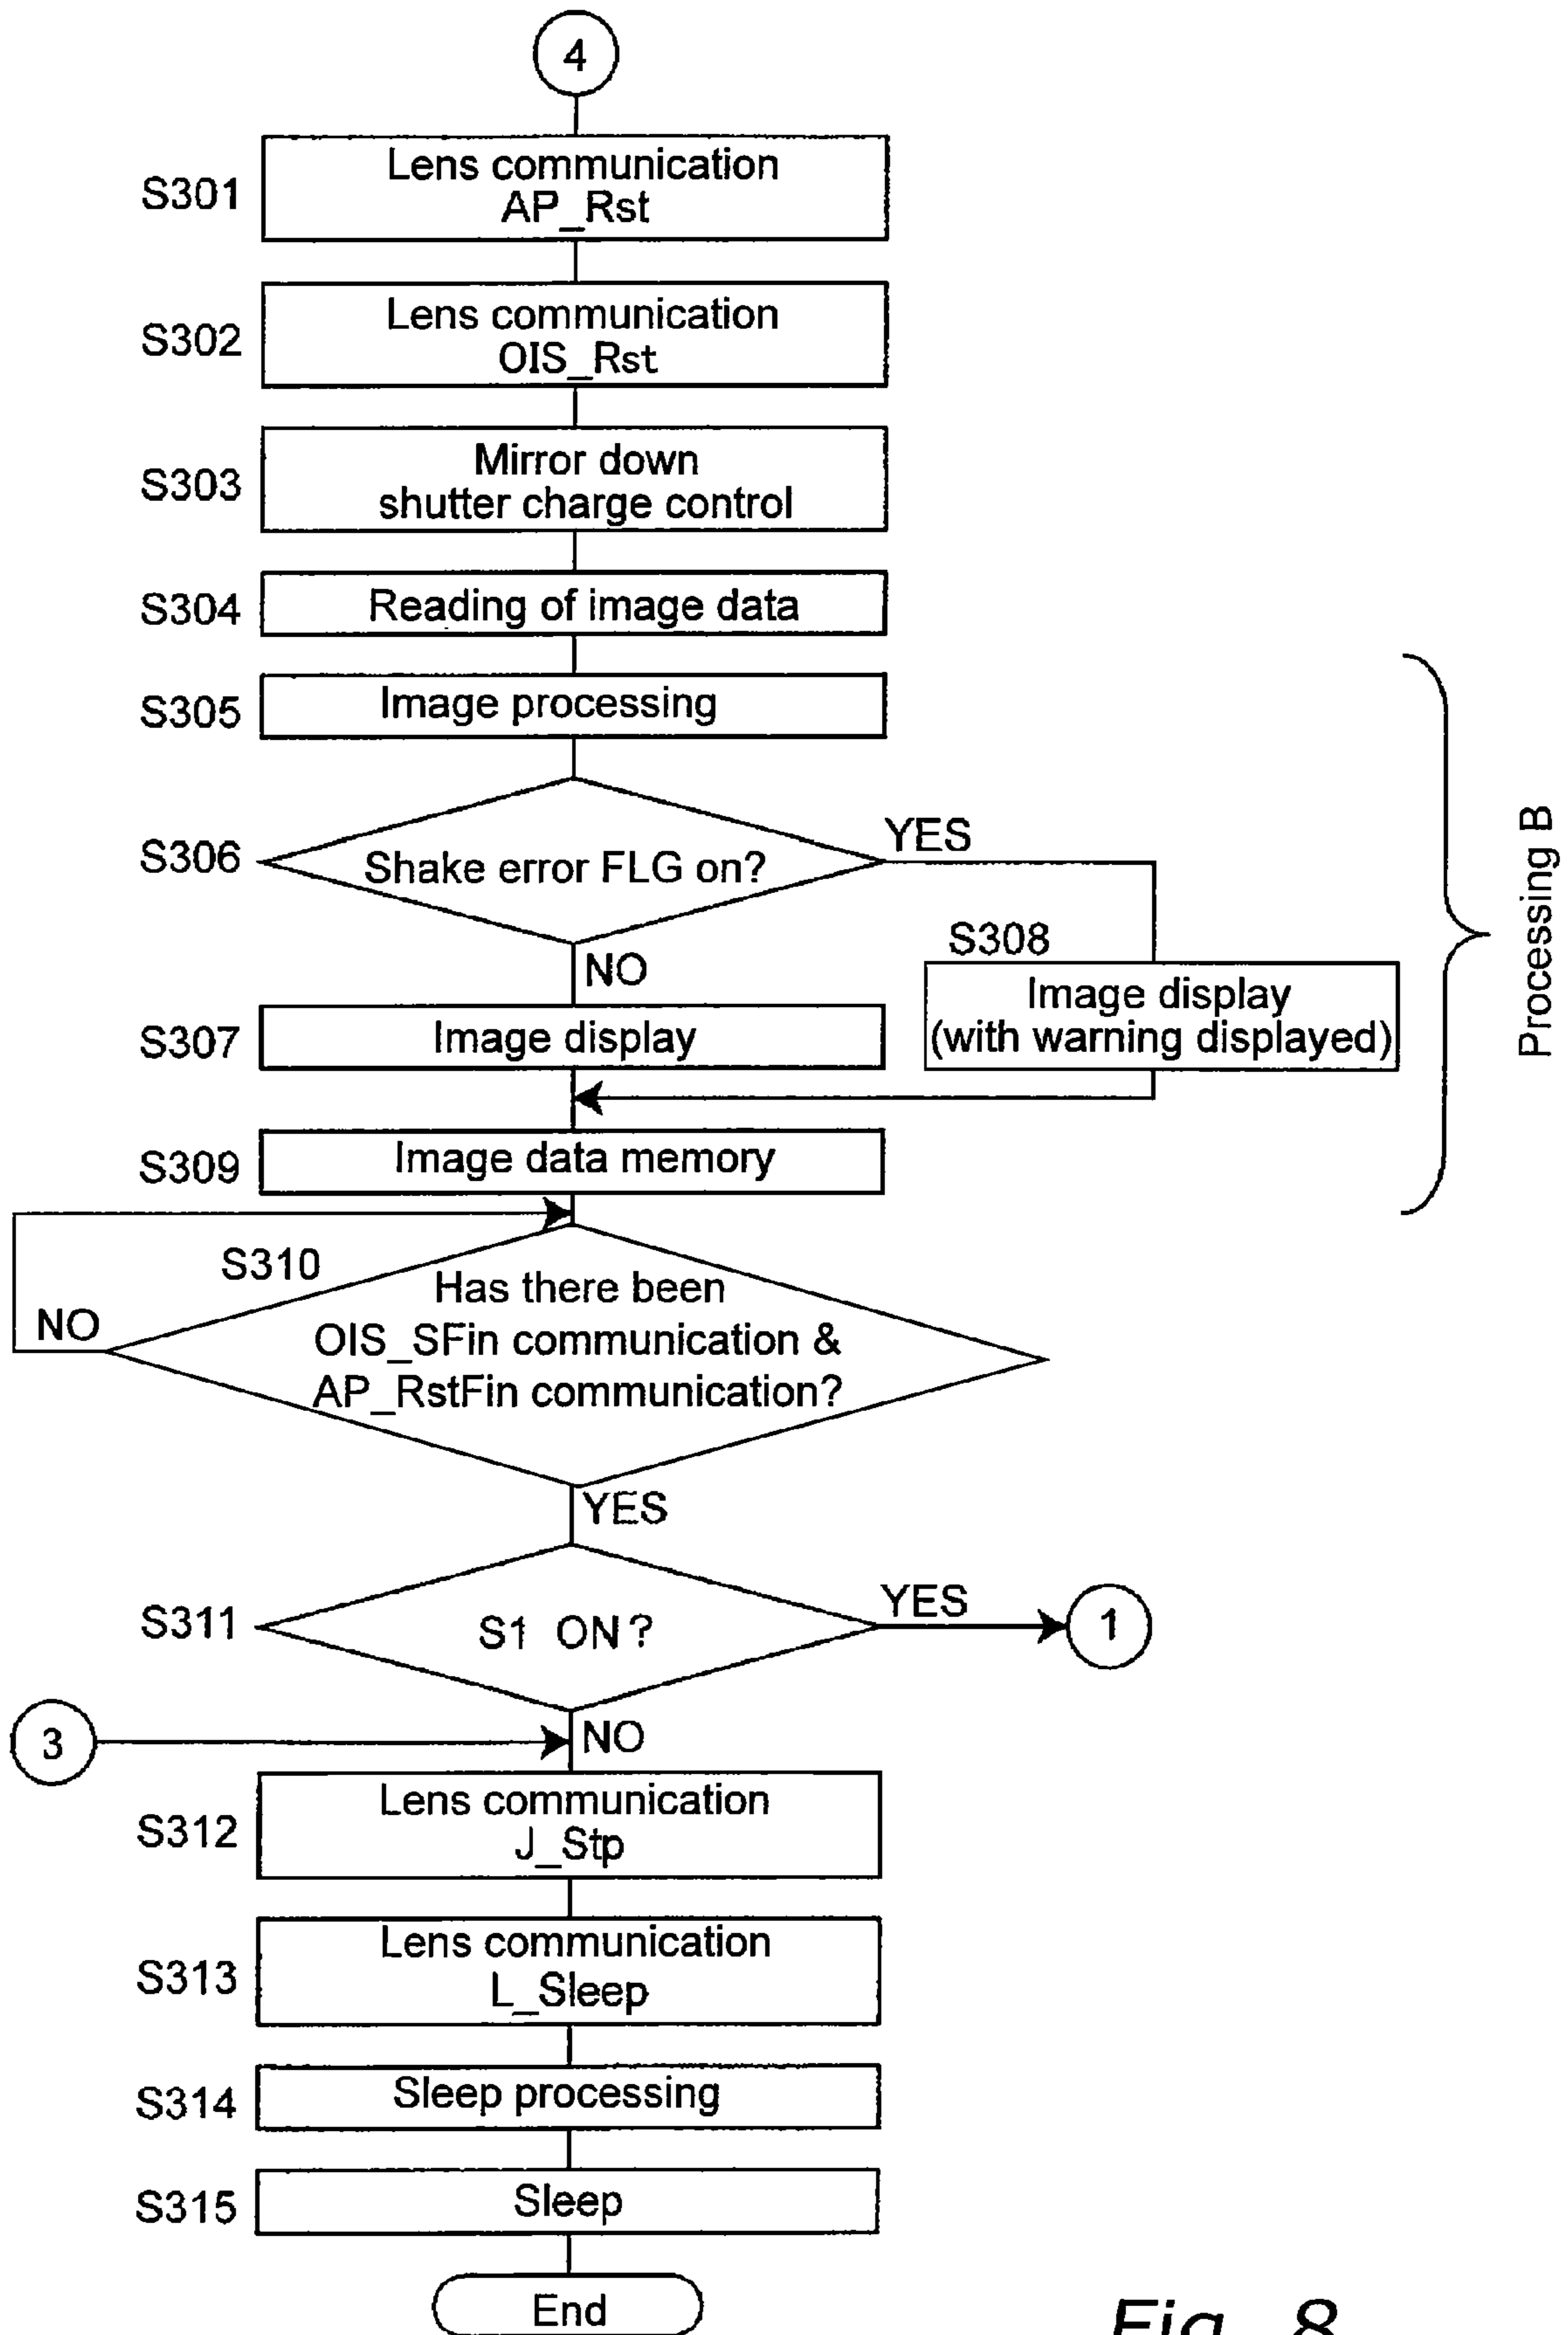 4
S301
Lens communication
AP_Rst
S302
Lens communication
OIS_Rst
S303
Mirror down
shutter charge control
S304
Reading of image data
S305
Image processing
S306
Shake error FLG on?
YES
NO
S308
Image display
(with warning displayed)
S307
Image display
S309
Image data memory
Processing B
S310
NO
Has there been
OIS_SFin communication &
AP_RstFin communication?
YES
S311
S1 ON?
YES
1
3
NO
S312
Lens communication
J_Stp
S313
Lens communication
L_Sleep
S314
Sleep processing
S315
Sleep
End
Fig. 8